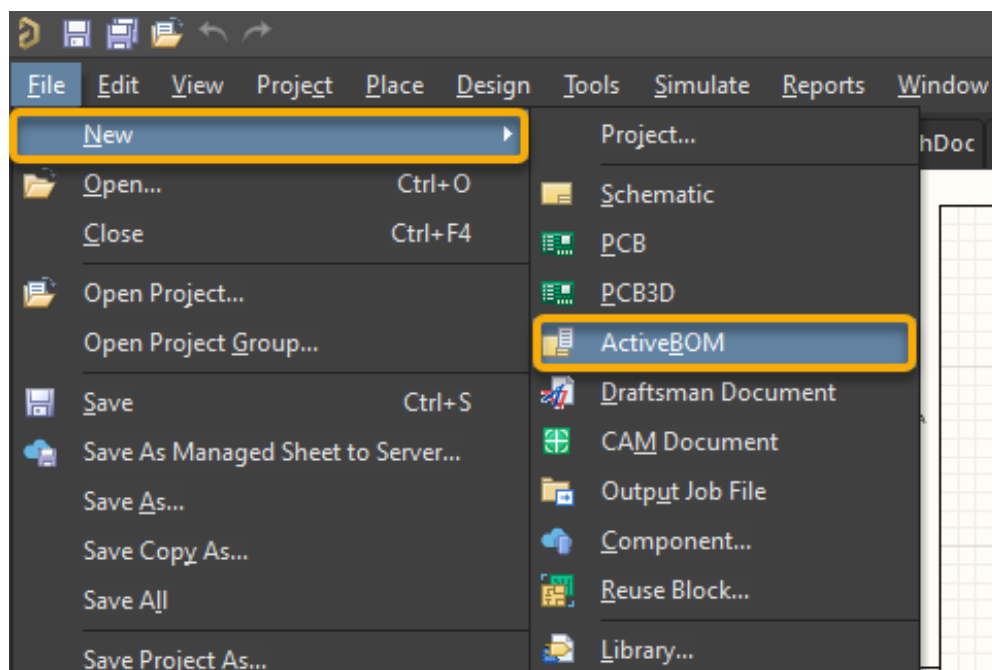 File Edit View Project Place Design Tools Simulate Reports Window
New
Open... Ctrl+O
Close Ctrl+F4
Open Project...
Open Project Group...
Save Ctrl+S
Save As Managed Sheet to Server...
Save As...
Save Copy As...
Save All
Save Project As...
Project...
Schematic
PCB
PCB3D
ActiveBOM
Draftsman Document
CAM Document
Output Job File
Component...
Reuse Block...
Library...
hDoc